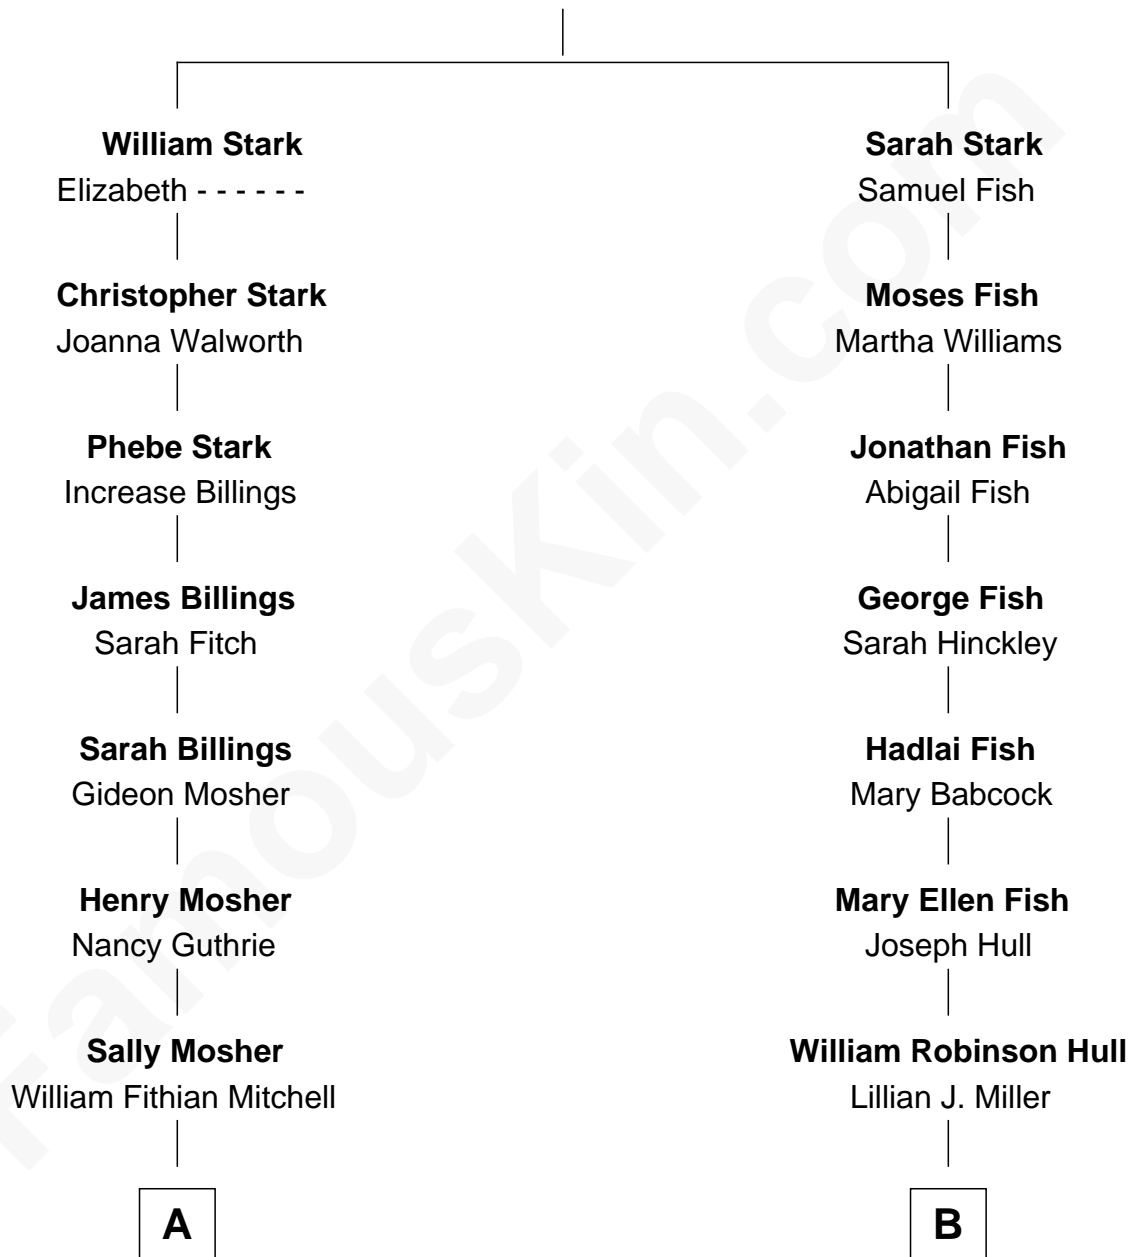 William Stark
Elizabeth - - - - - -
Christopher Stark
Joanna Walworth
Phebe Stark
Increase Billings
James Billings
Sarah Fitch
Sarah Billings
Gideon Mosher
Henry Mosher
Nancy Guthrie
Sally Mosher
William Fithian Mitchell
A
Sarah Stark
Samuel Fish
Moses Fish
Martha Williams
Jonathan Fish
Abigail Fish
George Fish
Sarah Hinckley
Hadlai Fish
Mary Babcock
Mary Ellen Fish
Joseph Hull
William Robinson Hull
Lillian J. Miller
B
FamousKin.com